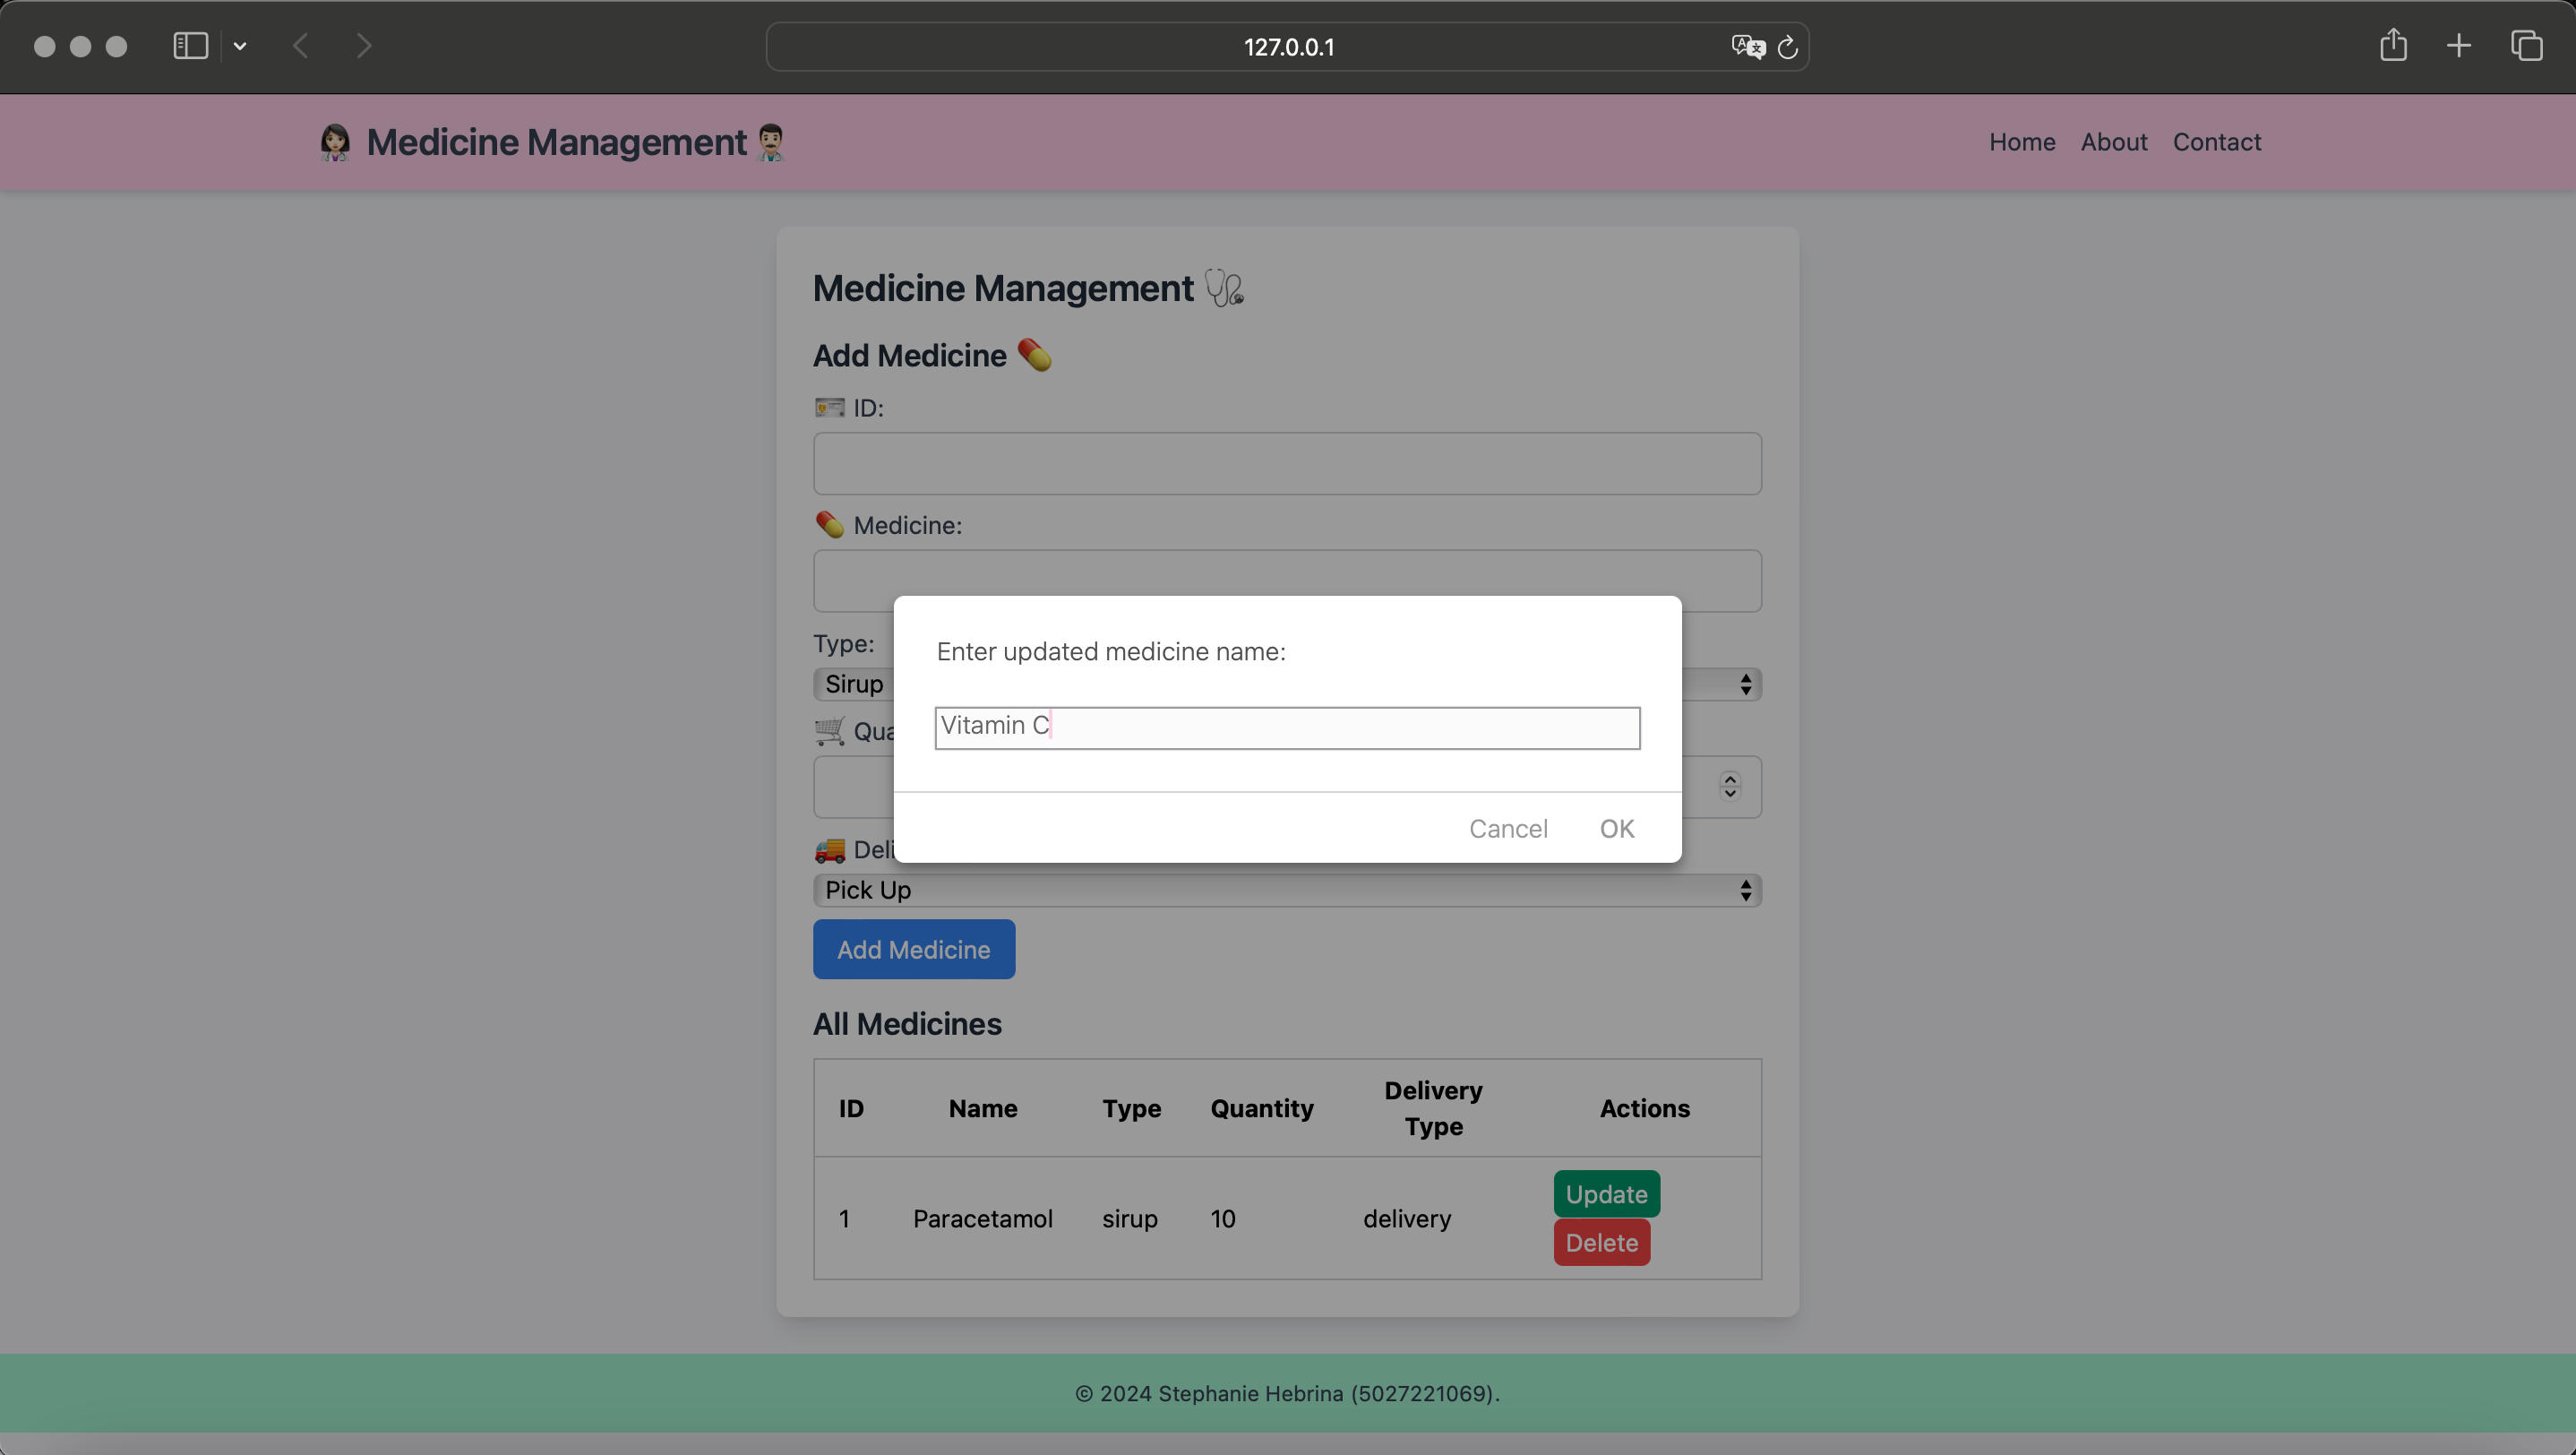 127.0.0.1
Medicine Management
Home About Contact
Medicine Management
Add Medicine
ID:
Medicine:
Type:
Sirup
Enter updated medicine name:
Vitamin C
Cancel OK
Pick Up
Add Medicine
All Medicines
ID Name Type Quantity Delivery Type Actions
1 Paracetamol sirup 10 delivery Update
Delete
© 2024 Stephanie Hebrina (5027221069).